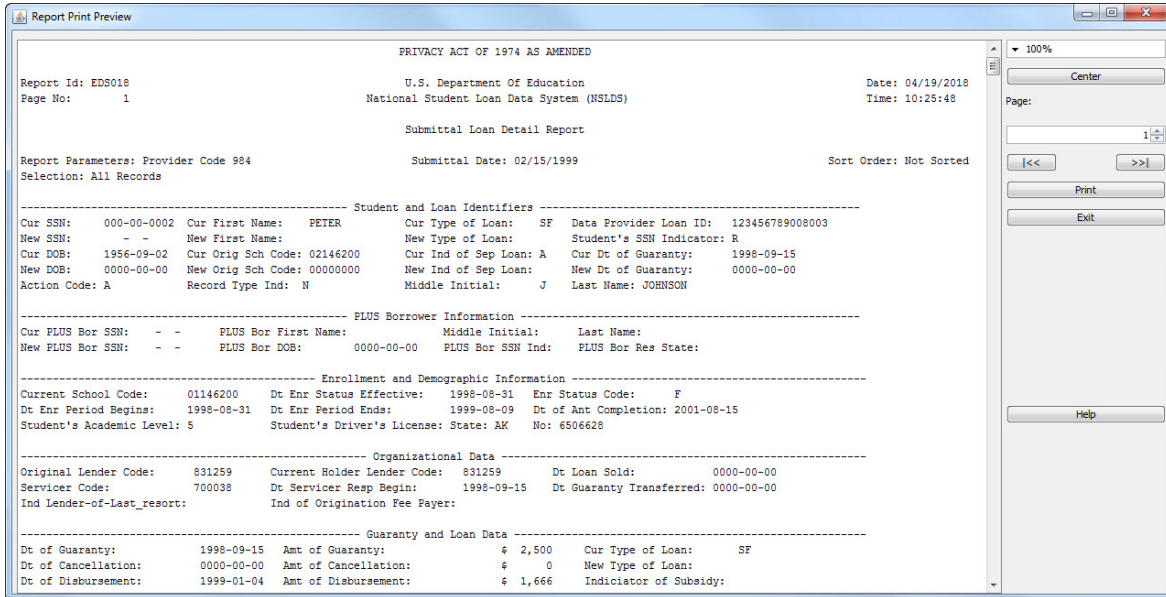 Report Print Preview
PRIVACY ACT OF 1974 AS AMENDED
Report Id: EDS018 U.S. Department Of Education Date: 04/19/2018
Page No: 1 National Student Loan Data System (NSLDS) Time: 10:25:48
Submittal Loan Detail Report
Report Parameters: Provider Code 984 Submittal Date: 02/15/1999 Sort Order: Not Sorted
Selection: All Records
-------------------------------------------------- Student and Loan Identifiers -------------------------------------------------
Cur SSN: 000-00-0002 Cur First Name: PETER Cur Type of Loan: SF Data Provider Loan ID: 123456789008003
New SSN: - - New First Name: New Type of Loan: Student's SSN Indicator: R
Cur DOB: 1956-09-02 Cur Orig Sch Code: 02146200 Cur Ind of Sep Loan: A Cur Dt of Guaranty: 1998-09-15
New DOB: 0000-00-00 New Orig Sch Code: 00000000 New Ind of Sep Loan: New Dt of Guaranty: 0000-00-00
Action Code: A Record Type Ind: N Middle Initial: J Last Name: JOHNSON
-------------------------------------------------- PLUS Borrower Information ----------------------------------------------------
Cur PLUS Bor SSN: - - PLUS Bor First Name: Middle Initial: Last Name:
New PLUS Bor SSN: - - PLUS Bor DOB: 0000-00-00 PLUS Bor SSN Ind: PLUS Bor Res State:
--------------------------------------------- Enrollment and Demographic Information ---------------------------------------------
Current School Code: 01146200 Dt Enr Status Effective: 1998-08-31 Enr Status Code: F
Dt Enr Period Begins: 1998-08-31 Dt Enr Period Ends: 1999-08-09 Dt of Ant Completion: 2001-08-15
Student's Academic Level: 5 Student's Driver's License: State: AK No: 6506628
----------------------------------------------------- Organizational Data --------------------------------------------------------
Original Lender Code: 831259 Current Holder Lender Code: 831259 Dt Loan Sold: 0000-00-00
Servicer Code: 700038 Dt Servicer Resp Begin: 1998-09-15 Dt Guaranty Transferred: 0000-00-00
Ind Lender-of-Last_resort: Ind of Origination Fee Payer:
---------------------------------------------------- Guaranty and Loan Data ------------------------------------------------------
Dt of Guaranty: 1998-09-15 Amt of Guaranty: $ 2,500 Cur Type of Loan: SF
Dt of Cancellation: 0000-00-00 Amt of Cancellation: $ 0 New Type of Loan:
Dt of Disbursement: 1999-01-04 Amt of Disbursement: $ 1,666 Indiciator of Subsidy:
100%
Center
Page:
1
|<<
>>|
Print
Exit
Help